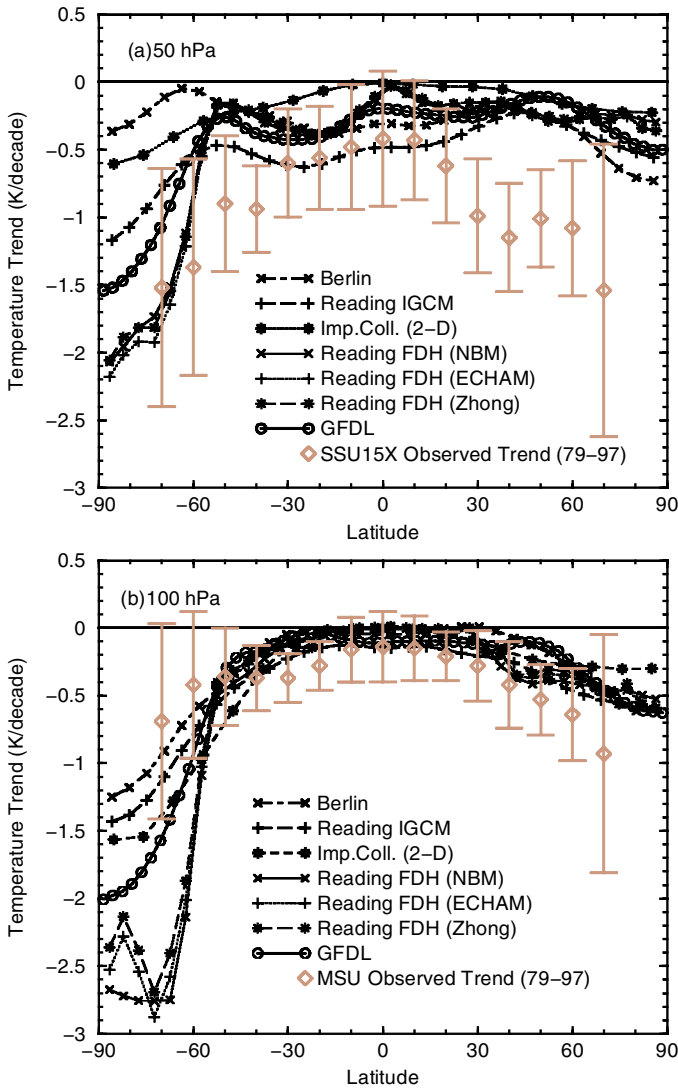 0.5
(a)50 hPa
0
−0.5
−1
−1.5
−2
−2.5
−3
Temperature Trend (K/decade)
Berlin
Reading IGCM
Imp.Coll. (2−D)
Reading FDH (NBM)
Reading FDH (ECHAM)
Reading FDH (Zhong)
GFDL
SSU15X Observed Trend (79−97)
−90 −60 −30 0 30 60 90
Latitude
0.5
(b)100 hPa
0
−0.5
−1
−1.5
−2
−2.5
−3
Temperature Trend (K/decade)
Berlin
Reading IGCM
Imp.Coll. (2−D)
Reading FDH (NBM)
Reading FDH (ECHAM)
Reading FDH (Zhong)
GFDL
MSU Observed Trend (79−97)
−90 −60 −30 0 30 60 90
Latitude